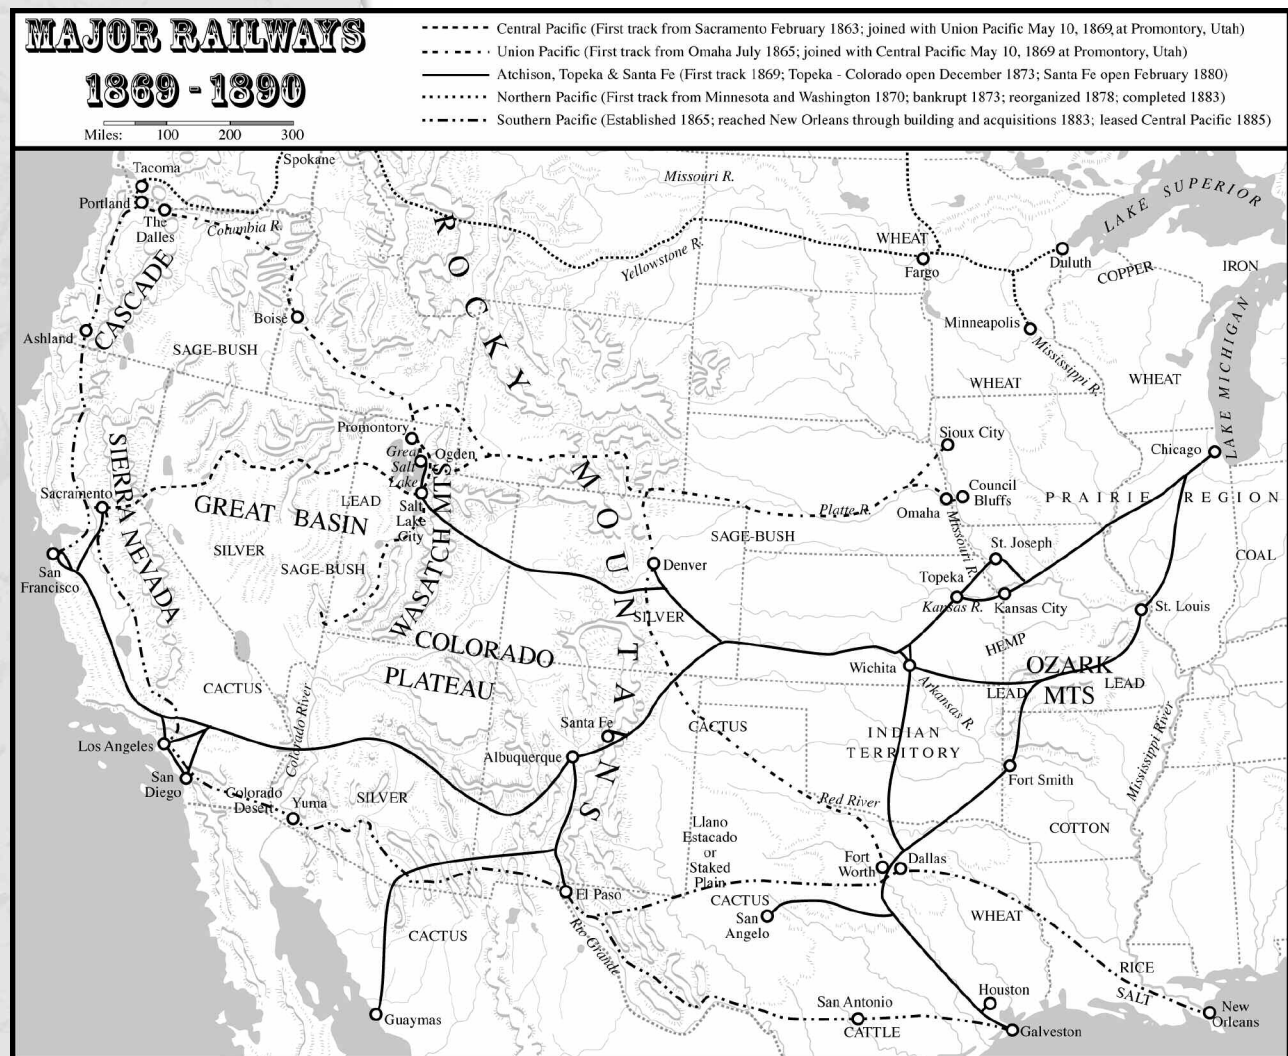 MAJOR RAILWAYS
1869 - 1890
Miles: 100 200 300
Central Pacific (First track from Sacramento February 1863; joined with Union Pacific May 10, 1869, at Promontory, Utah)
Union Pacific (First track from Omaha July 1865; joined with Central Pacific May 10, 1869 at Promontory, Utah)
Atchison, Topeka & Santa Fe (First track 1869; Topeka - Colorado open December 1873; Santa Fe open February 1880)
Northern Pacific (First track from Minnesota and Washington 1870; bankrupt 1873; reorganized 1878; completed 1883)
Southern Pacific (Established 1865; reached New Orleans through building and acquisitions 1883; leased Central Pacific 1885)
Spokane
Tacoma
Missouri R.
LAKE SUPERIOR
Portland
The
Dalles
Columbia R.
ROCKY
MOUNTAINS
Yellowstone R.
WHEAT
Fargo
Duluth
COPPER
IRON
CASCADE
Boise
Ashland
SAGE-BUSH
Minneapolis
Mississippi R.
WHEAT
WHEAT
LAKE MICHIGAN
Promontory
Great
Salt
Lake
Ogden
Sioux City
Chicago
SIERRA NEVADA
Sacramento
LEAD
Salt
Lake
City
GREAT BASIN
WASATCH MTS
Platte R.
Omaha
Council
Bluffs
Missouri R.
PRAIRIE REGION
SILVER
SAGE-BUSH
SAGE-BUSH
St. Joseph
COAL
San
Francisco
Denver
Topeka
Kansas R.
Kansas City
St. Louis
SILVER
COLORADO
PLATEAU
HEMP
OZARK
MTS
Wichita
Arkansas R.
LEAD
LEAD
CACTUS
Colorado River
Santa Fe
CACTUS
INDIAN
TERRITORY
Mississippi River
Los Angeles
Albuquerque
San
Diego
Colorado
Desert
Yuma
SILVER
Fort Smith
Red River
Llano
Estacado
or
Staked
Plain
COTTON
Fort
Worth
Dallas
El Paso
CACTUS
San
Angelo
WHEAT
CACTUS
Rio Grande
RICE
SALT
Houston
San Antonio
CATTLE
Guaymas
Galveston
New
Orleans